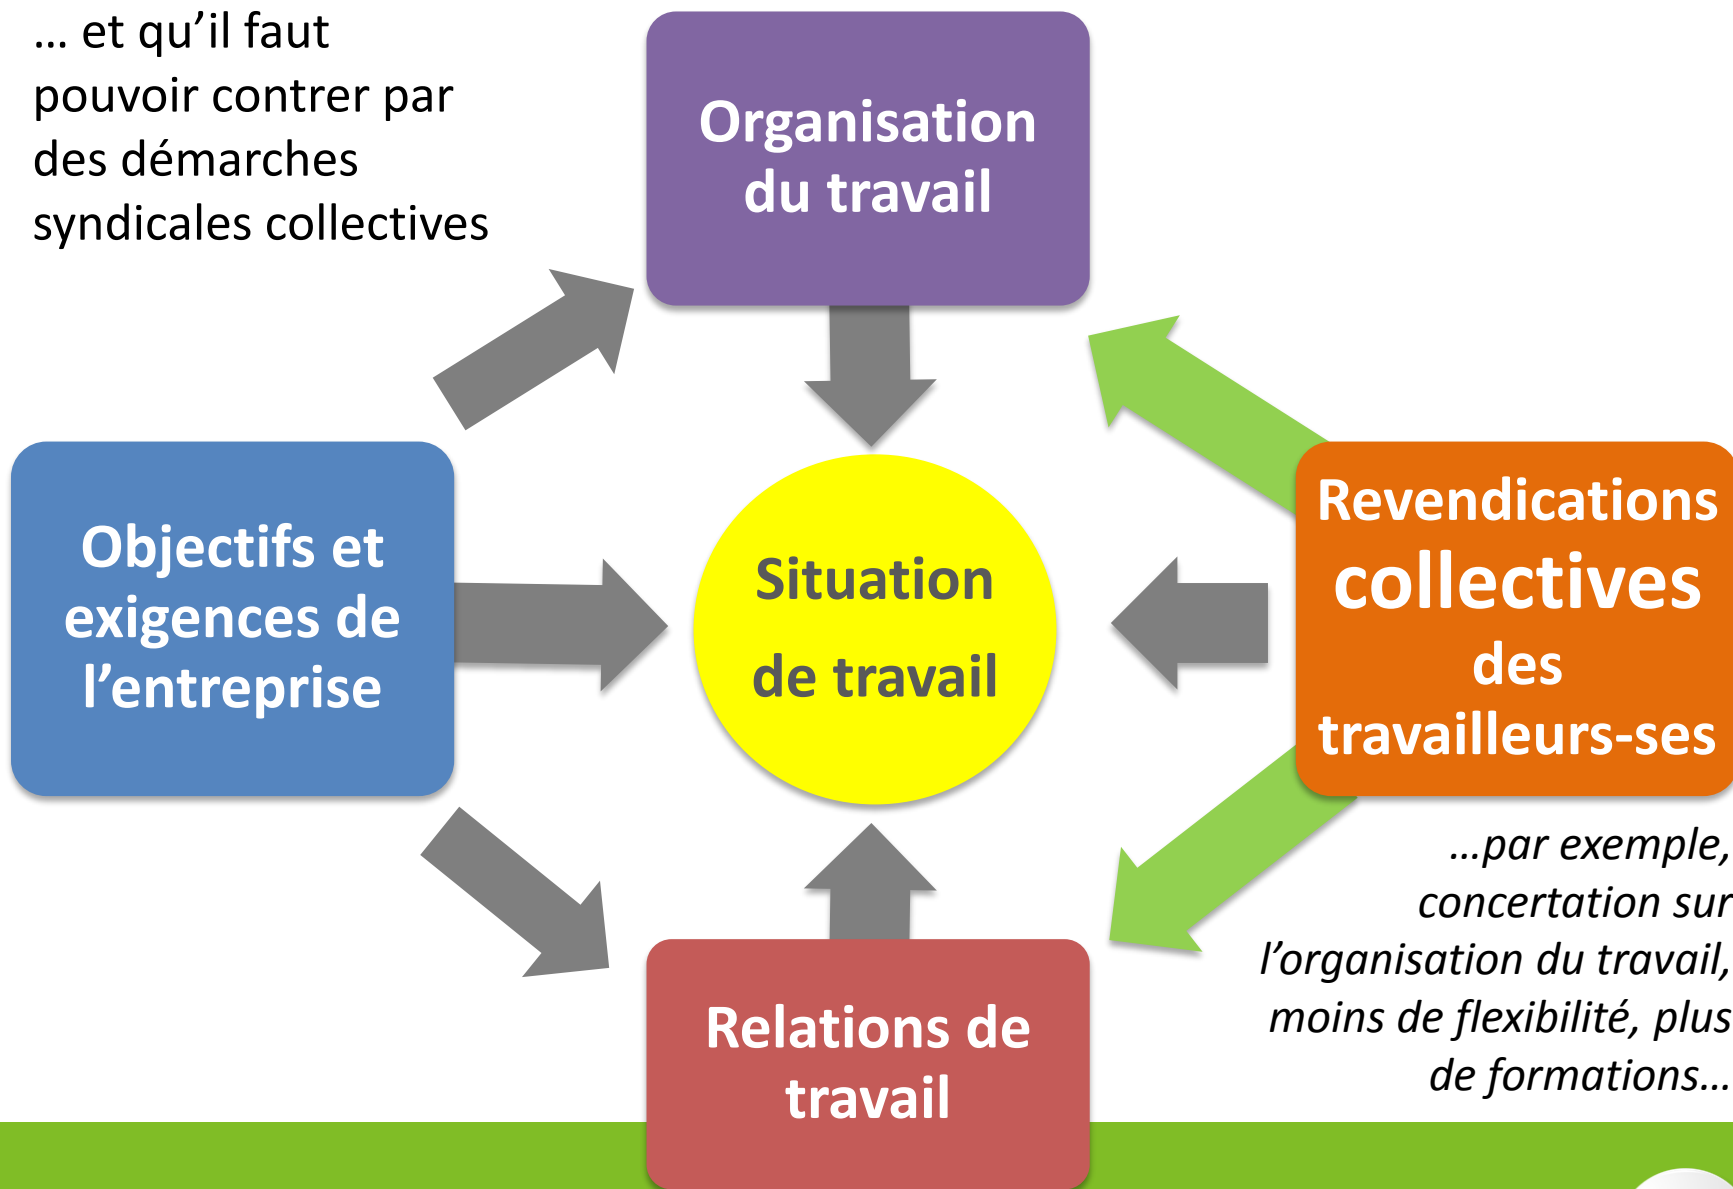 … et qu’il faut
pouvoir contrer par
des démarches
syndicales collectives
Organisation
du travail
Objectifs et
exigences de
l’entreprise
Situation
de travail
Revendications
collectives
des
travailleurs-ses
…par exemple,
concertation sur
l’organisation du travail,
moins de flexibilité, plus
de formations…
Relations de
travail